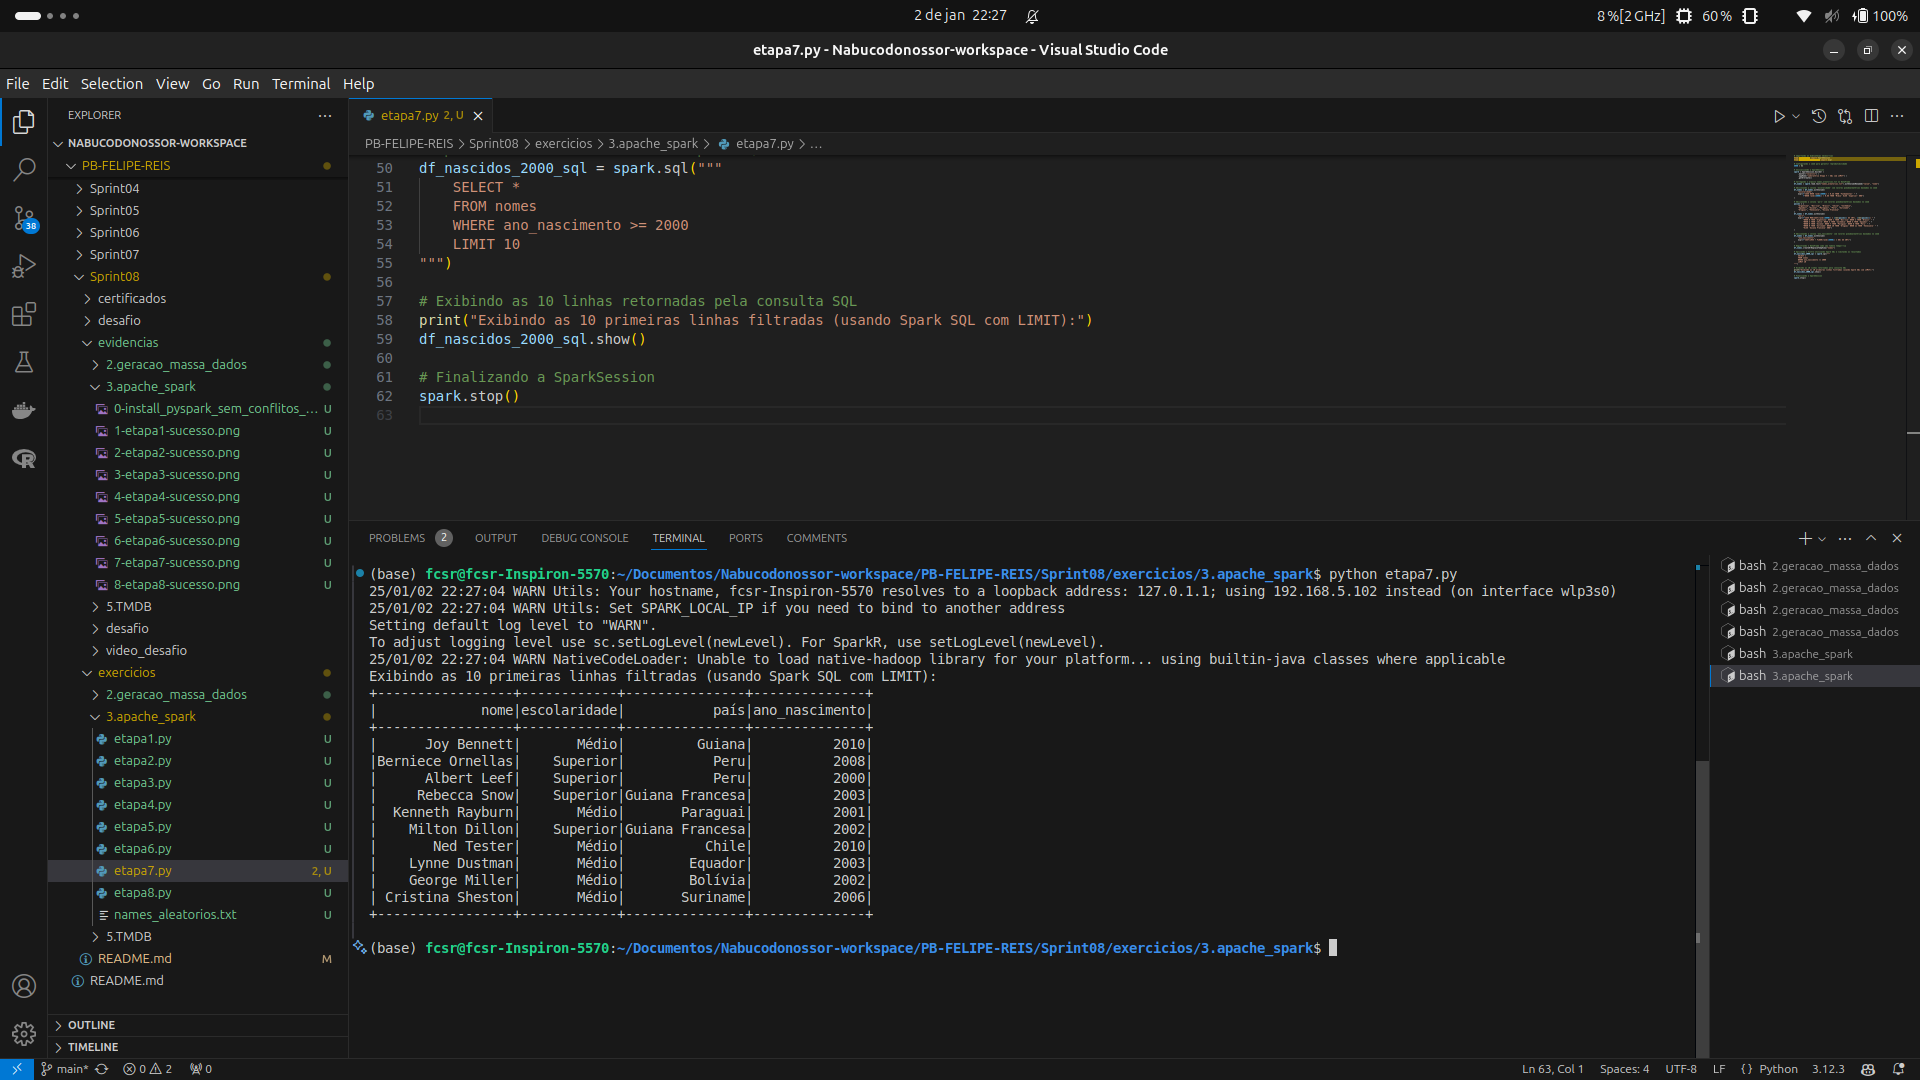 2 de jan 22:27
8 %[2 GHz] 60 % 100%
etapa7.py - Nabucodonossor-workspace - Visual Studio Code
File Edit Selection View Go Run Terminal Help
EXPLORER
NABUCODONOSSOR-WORKSPACE
PB-FELIPE-REIS
Sprint04
Sprint05
Sprint06
Sprint07
Sprint08
certificados
desafio
evidencias
2.geracao_massa_dados
3.apache_spark
0-install_pyspark_sem_conflitos_... U
1-etapa1-sucesso.png U
2-etapa2-sucesso.png U
3-etapa3-sucesso.png U
4-etapa4-sucesso.png U
5-etapa5-sucesso.png U
6-etapa6-sucesso.png U
7-etapa7-sucesso.png U
8-etapa8-sucesso.png U
5.TMDB
desafio
video_desafio
exercicios
2.geracao_massa_dados
3.apache_spark
etapa1.py U
etapa2.py U
etapa3.py U
etapa4.py U
etapa5.py U
etapa6.py U
etapa7.py 2, U
etapa8.py U
names_aleatorios.txt U
5.TMDB
README.md M
README.md
OUTLINE
TIMELINE
38
etapa7.py 2, U
PB-FELIPE-REIS > Sprint08 > exercicios > 3.apache_spark > etapa7.py > ...
50 df_nascidos_2000_sql = spark.sql("""
51 SELECT *
52 FROM nomes
53 WHERE ano_nascimento >= 2000
54 LIMIT 10
55 """)
56
57 # Exibindo as 10 linhas retornadas pela consulta SQL
58 print("Exibindo as 10 primeiras linhas filtradas (usando Spark SQL com LIMIT):")
59 df_nascidos_2000_sql.show()
60
61 # Finalizando a SparkSession
62 spark.stop()
63
PROBLEMS 2 OUTPUT DEBUG CONSOLE TERMINAL PORTS COMMENTS
(base) fcsr@fcsr-Inspiron-5570:~/Documentos/Nabucodonossor-workspace/PB-FELIPE-REIS/Sprint08/exercicios/3.apache_spark$ python etapa7.py
25/01/02 22:27:04 WARN Utils: Your hostname, fcsr-Inspiron-5570 resolves to a loopback address: 127.0.1.1; using 192.168.5.102 instead (on interface wlp3s0)
25/01/02 22:27:04 WARN Utils: Set SPARK_LOCAL_IP if you need to bind to another address
Setting default log level to "WARN".
To adjust logging level use sc.setLogLevel(newLevel). For SparkR, use setLogLevel(newLevel).
25/01/02 22:27:04 WARN NativeCodeLoader: Unable to load native-hadoop library for your platform... using builtin-java classes where applicable
Exibindo as 10 primeiras linhas filtradas (usando Spark SQL com LIMIT):
+-----------------+------------+---------------+--------------+
|             nome|escolaridade|           país|ano_nascimento|
+-----------------+------------+---------------+--------------+
|      Joy Bennett|       Médio|         Guiana|          2010|
|Berniece Ornellas|    Superior|           Peru|          2008|
|      Albert Leef|    Superior|           Peru|          2000|
|     Rebecca Snow|    Superior|Guiana Francesa|          2003|
|  Kenneth Rayburn|       Médio|       Paraguai|          2001|
|    Milton Dillon|    Superior|Guiana Francesa|          2002|
|       Ned Tester|       Médio|          Chile|          2010|
|    Lynne Dustman|       Médio|        Equador|          2003|
|    George Miller|       Médio|        Bolívia|          2002|
| Cristina Sheston|       Médio|       Suriname|          2006|
+-----------------+------------+---------------+--------------+
(base) fcsr@fcsr-Inspiron-5570:~/Documentos/Nabucodonossor-workspace/PB-FELIPE-REIS/Sprint08/exercicios/3.apache_spark$
bash 2.geracao_massa_dados
bash 2.geracao_massa_dados
bash 2.geracao_massa_dados
bash 2.geracao_massa_dados
bash 3.apache_spark
bash 3.apache_spark
main* 0 2 0
Ln 63, Col 1 Spaces: 4 UTF-8 LF { } Python 3.12.3